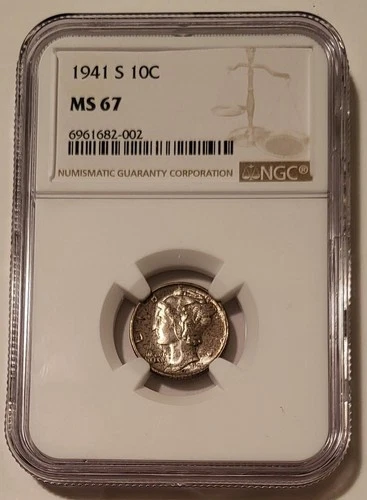 1941 S 10C
MS 67
6961682-002
NUMISMATIC GUARANTY CORPORATION
NGC®